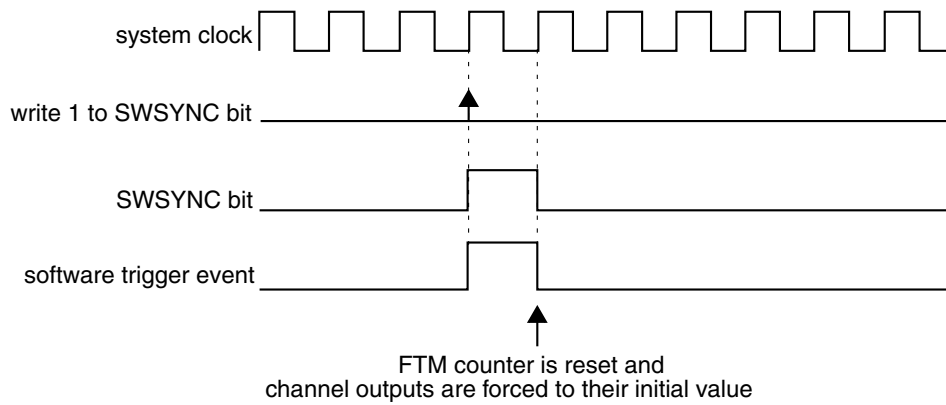 system clock
write 1 to SWSYNC bit
SWSYNC bit
software trigger event
FTM counter is reset and
channel outputs are forced to their initial value